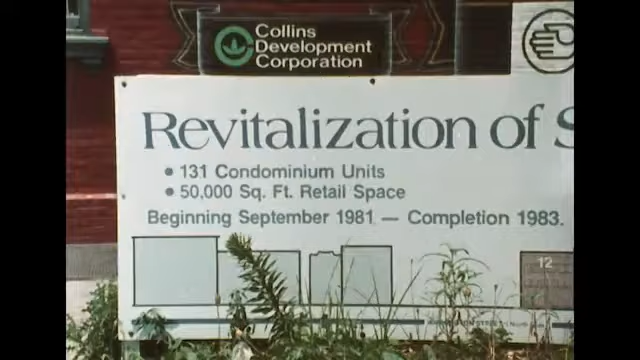 Collins
Development
Corporation
Revitalization of S
• 131 Condominium Units
• 50,000 Sq. Ft. Retail Space
Beginning September 1981 — Completion 1983.
12